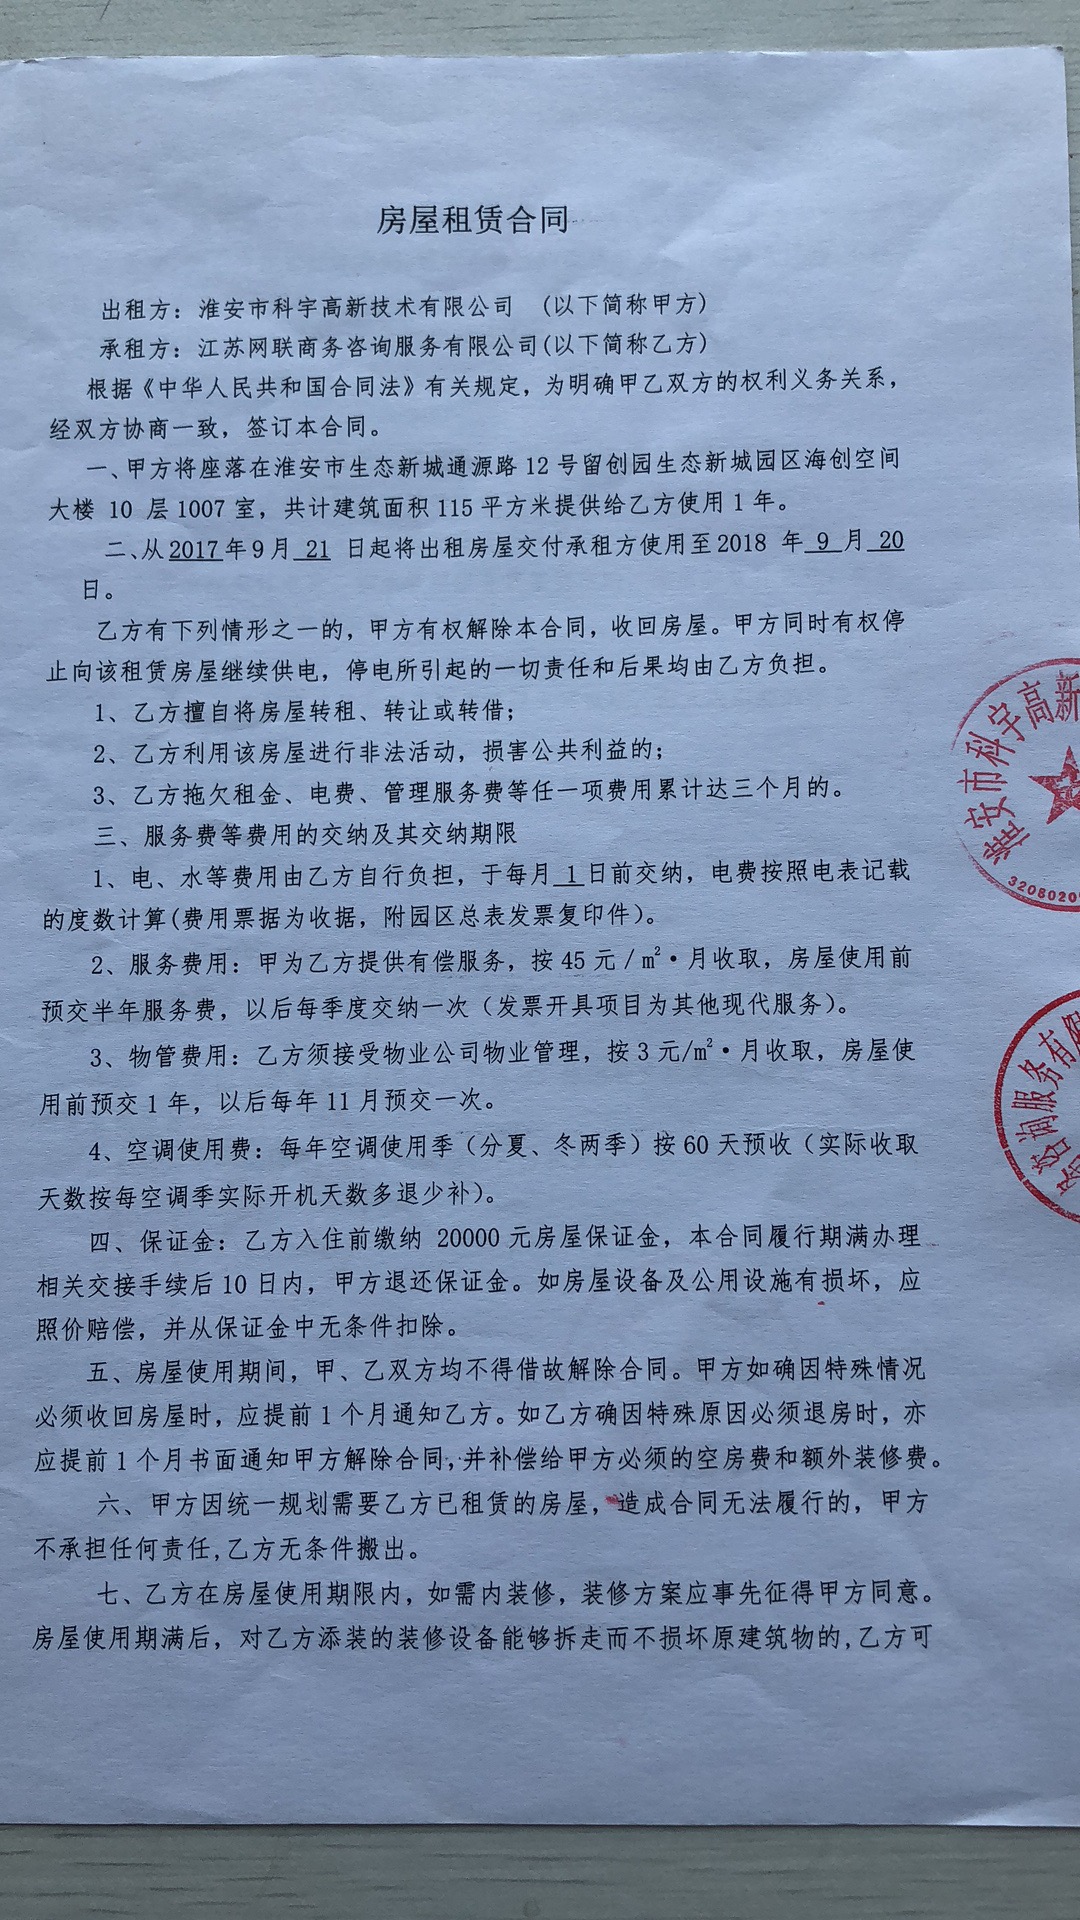 房屋租赁合同
出租方：淮安市科宇高新技术有限公司 (以下简称甲方)
承租方：江苏网联商务咨询服务有限公司(以下简称乙方)
根据《中华人民共和国合同法》有关规定，为明确甲乙双方的权利义务关系，
经双方协商一致，签订本合同。
一、甲方将座落在淮安市生态新城通源路12号留创园生态新城园区海创空间
大楼 10 层1007室，共计建筑面积115平方米提供给乙方使用1年。
二、从2017年9月 21 日起将出租房屋交付承租方使用至2018 年 9 月 20
日。
乙方有下列情形之一的，甲方有权解除本合同，收回房屋。甲方同时有权停
止向该租赁房屋继续供电，停电所引起的一切责任和后果均由乙方负担。
1、乙方擅自将房屋转租、转让或转借；
2、乙方利用该房屋进行非法活动，损害公共利益的；
3、乙方拖欠租金、电费、管理服务费等任一项费用累计达三个月的。
三、服务费等费用的交纳及其交纳期限
1、电、水等费用由乙方自行负担，于每月 1 日前交纳，电费按照电表记载
的度数计算(费用票据为收据，附园区总表发票复印件)。
2、服务费用：甲为乙方提供有偿服务，按45元/㎡·月收取，房屋使用前
预交半年服务费，以后每季度交纳一次（发票开具项目为其他现代服务）。
3、物管费用：乙方须接受物业公司物业管理，按3元/㎡·月收取，房屋使
用前预交1年，以后每年11月预交一次。
4、空调使用费：每年空调使用季（分夏、冬两季）按60天预收（实际收取
天数按每空调季实际开机天数多退少补）。
四、保证金：乙方入住前缴纳 20000元房屋保证金，本合同履行期满办理
相关交接手续后10日内，甲方退还保证金。如房屋设备及公用设施有损坏，应
照价赔偿，并从保证金中无条件扣除。
五、房屋使用期间，甲、乙双方均不得借故解除合同。甲方如确因特殊情况
必须收回房屋时，应提前1个月通知乙方。如乙方确因特殊原因必须退房时，亦
应提前1个月书面通知甲方解除合同，并补偿给甲方必须的空房费和额外装修费。
六、甲方因统一规划需要乙方已租赁的房屋，造成合同无法履行的，甲方
不承担任何责任,乙方无条件搬出。
七、乙方在房屋使用期限内，如需内装修，装修方案应事先征得甲方同意。
房屋使用期满后，对乙方添装的装修设备能够拆走而不损坏原建筑物的,乙方可
淮安市科宇高新
咨询服务有限